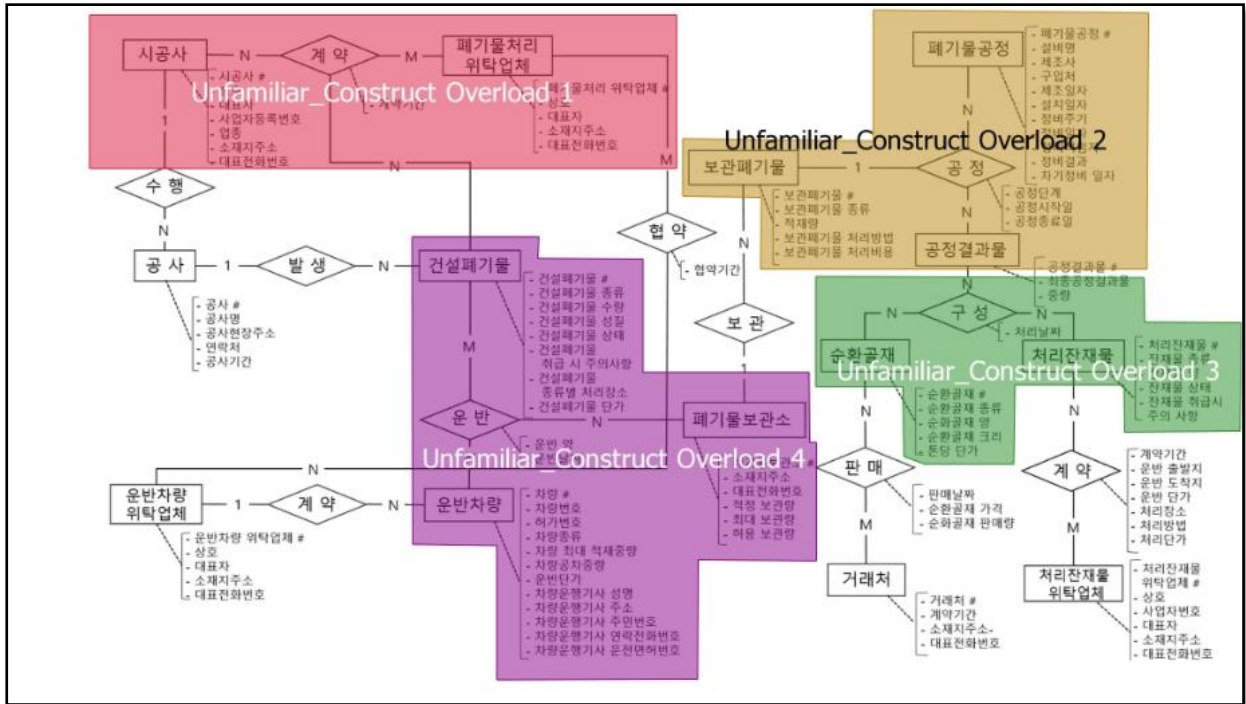 시공사
N
계 약
M
폐기물처리
위탁업체
Unfamiliar_Construct Overload 1
- 시공사 #
- 대표자
- 사업자등록번호
- 업종
- 소재지주소
- 대표전화번호
- 계약기간
- 폐기물처리 위탁업체 #
- 상호
- 대표자
- 소재지주소
- 대표전화번호
1
N
M
수 행
N
공 사
1
발 생
N
건설폐기물
- 공사 #
- 공사명
- 공사현장주소
- 연락처
- 공사기간
- 건설폐기물 #
- 건설폐기물 종류
- 건설폐기물 수량
- 건설폐기물 성질
- 건설폐기물 상태
- 건설폐기물
취급 시 주의사항
- 건설폐기물
종류별 처리장소
- 건설폐기물 단가
협 약
- 협약기간
폐기물공정
- 폐기물공정 #
- 설비명
- 제조사
- 구입처
- 제조일자
- 설치일자
- 정비주기
Unfamiliar_Construct Overload 2
- 정비결과
- 차기정비 일자
N
보관폐기물
1
공 정
- 보관폐기물 #
- 보관폐기물 종류
- 적재량
- 보관폐기물 처리방법
- 보관폐기물 처리비용
- 공정단계
- 공정시작일
- 공정종료일
N
N
공정결과물
- 공정결과물 #
- 최종공정결과물
- 중량
N
보 관
1
N
구 성
N
- 처리날짜
순환골재
처리잔재물
Unfamiliar_Construct Overload 3
- 처리잔재물 #
- 잔재물 종류
- 잔재물 상태
- 잔재물 취급시
주의 사항
- 순환골재 #
- 순환골재 종류
- 순화골재 양
- 순환골재 크리
- 톤당 단가
M
운 반
N
폐기물보관소
- 운반 약
Unfamiliar_Construct Overload 4
- 소재지주소
- 대표전화번호
- 적정 보관량
- 최대 보관량
- 허용 보관량
N
N
판 매
계 약
- 판매날짜
- 순환골재 가격
- 순화골재 판매량
- 계약기간
- 운반 출발지
- 운반 도착지
- 운반 단가
- 처리장소
- 처리방법
- 처리단가
N
운반차량
위탁업체
1
계 약
N
운반차량
- 운반차량 위탁업체 #
- 상호
- 대표자
- 소재지주소
- 대표전화번호
- 차량 #
- 차량번호
- 허가번호
- 차량종류
- 차량 최대 적재중량
- 차량공차중량
- 운빈단가
- 차량운행기사 성명
- 차량운행기사 주소
- 차량운행기사 주민번호
- 차량운행기사 연락전화번호
- 차량운행기사 운전면허번호
M
M
거래처
처리잔재물
위탁업체
- 거래처 #
- 계약기간
- 소재지주소-
- 대표전화번호
- 처리잔재물
위탁업체 #
- 상호
- 사업자번호
- 대표자
- 소재지주소
- 대표전화번호